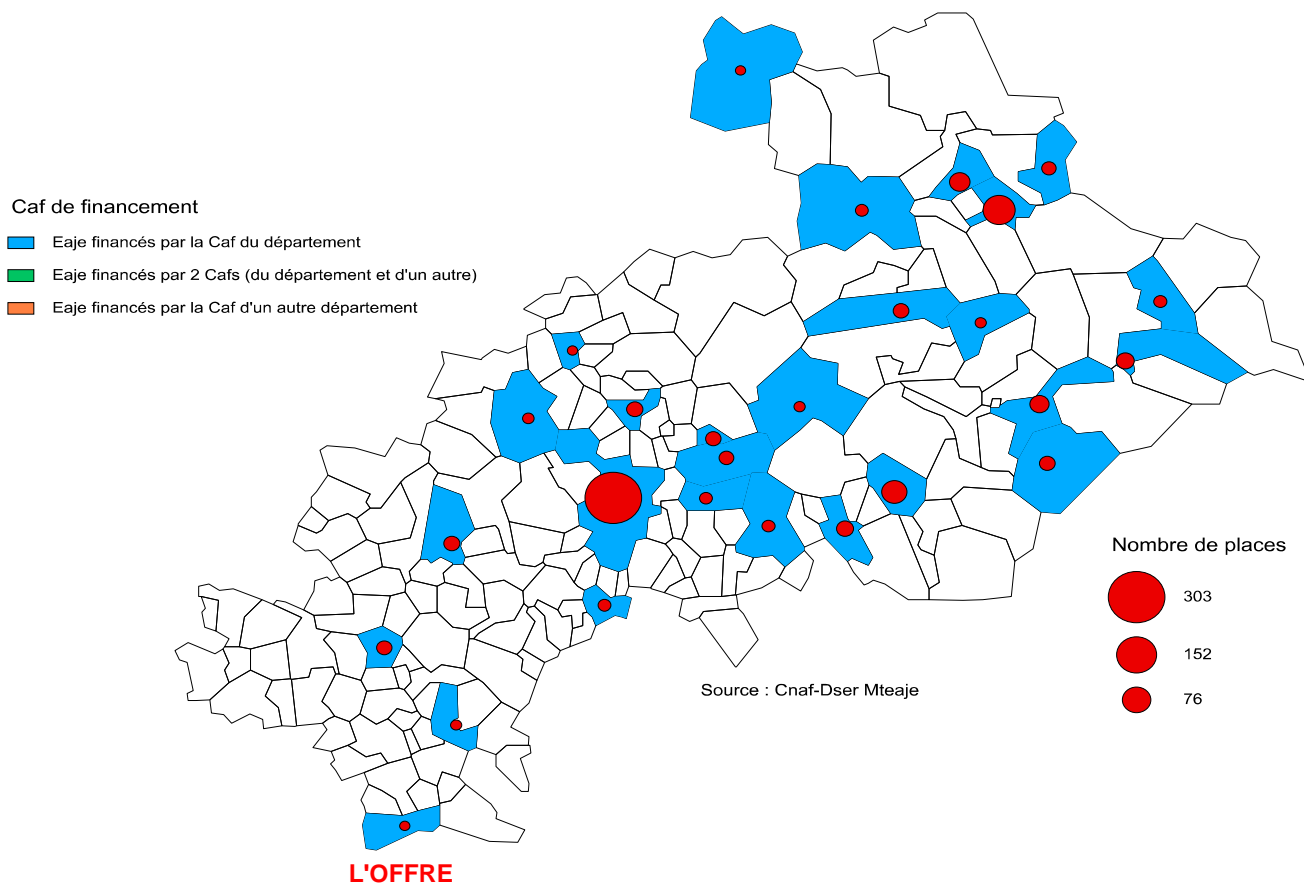 Caf de financement
Eaje financés par la Caf du département
Eaje financés par 2 Cafs (du département et d'un autre)
Eaje financés par la Caf d'un autre département
Nombre de places
303
152
76
Source : Cnaf-Dser Mteaje
L'OFFRE